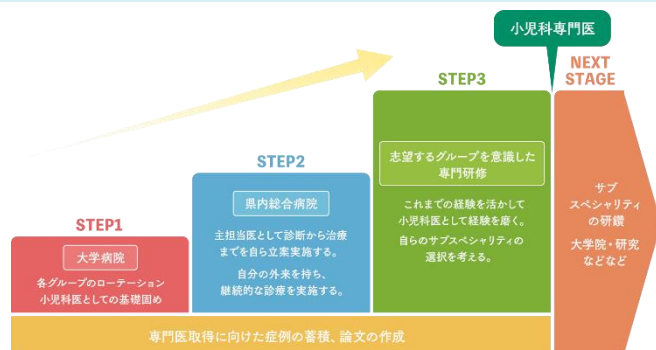 小児科専門医
STEP1
大学病院
各グループのローテーション
小児科医としての基礎固め
STEP2
県内総合病院
主担当医として診断から治療
までを自ら立案実施する。
自分の外来を持ち、
継続的な診療を実施する。
STEP3
志望するグループを意識した
専門研修
これまでの経験を活かして
小児科医として経験を磨く。
自らのサブスペシャリティの
選択を考える。
NEXT
STAGE
サブ
スペシャリティ
の研鑽
大学院・研究
などなど
専門医取得に向けた症例の蓄積、論文の作成